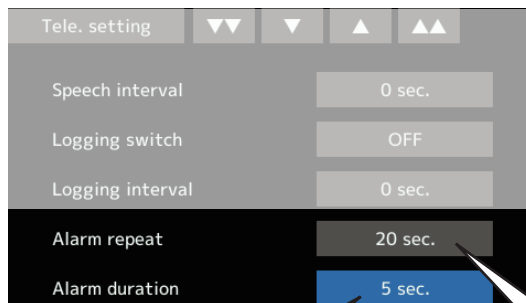 Tele. setting ▼▼ ▼ ▲ ▲▲
Speech interval 0 sec.
Logging switch OFF
Logging interval 0 sec.
Alarm repeat 20 sec.
Alarm duration 5 sec.